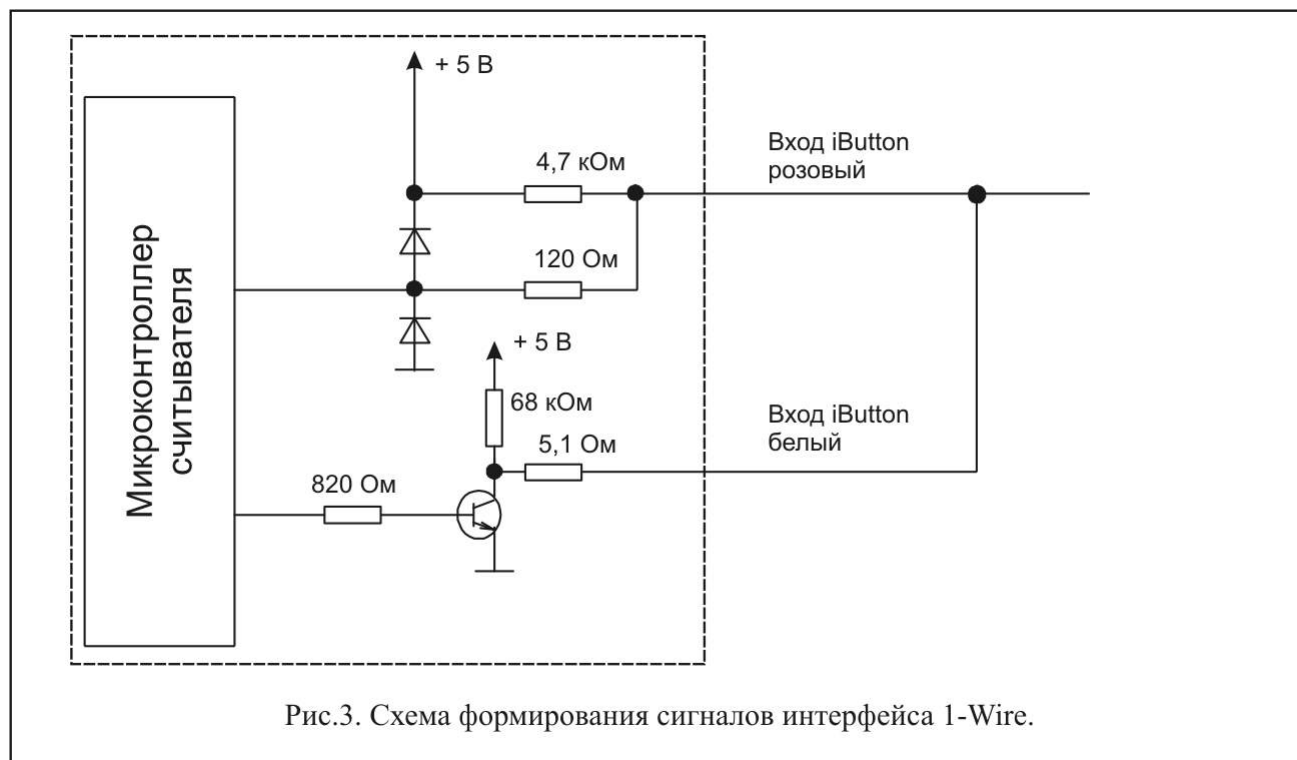 + 5 В
Вход iButton
розовый
4,7 кОм
Микроконтроллер
считывателя
120 Ом
+ 5 В
68 кОм
Вход iButton
белый
5,1 Ом
820 Ом
Рис.3. Схема формирования сигналов интерфейса 1-Wire.